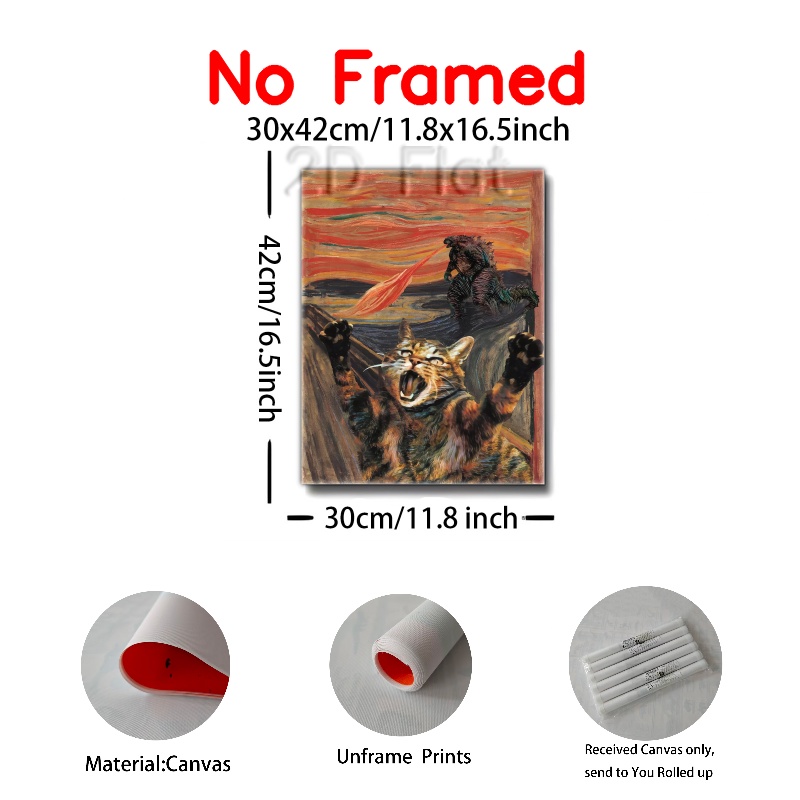 No Framed
30x42cm/11.8x16.5inch
2D Flat
42cm/16.5inch
30cm/11.8 inch
Material:Canvas
Unframe Prints
Received Canvas only,
send to You Rolled up